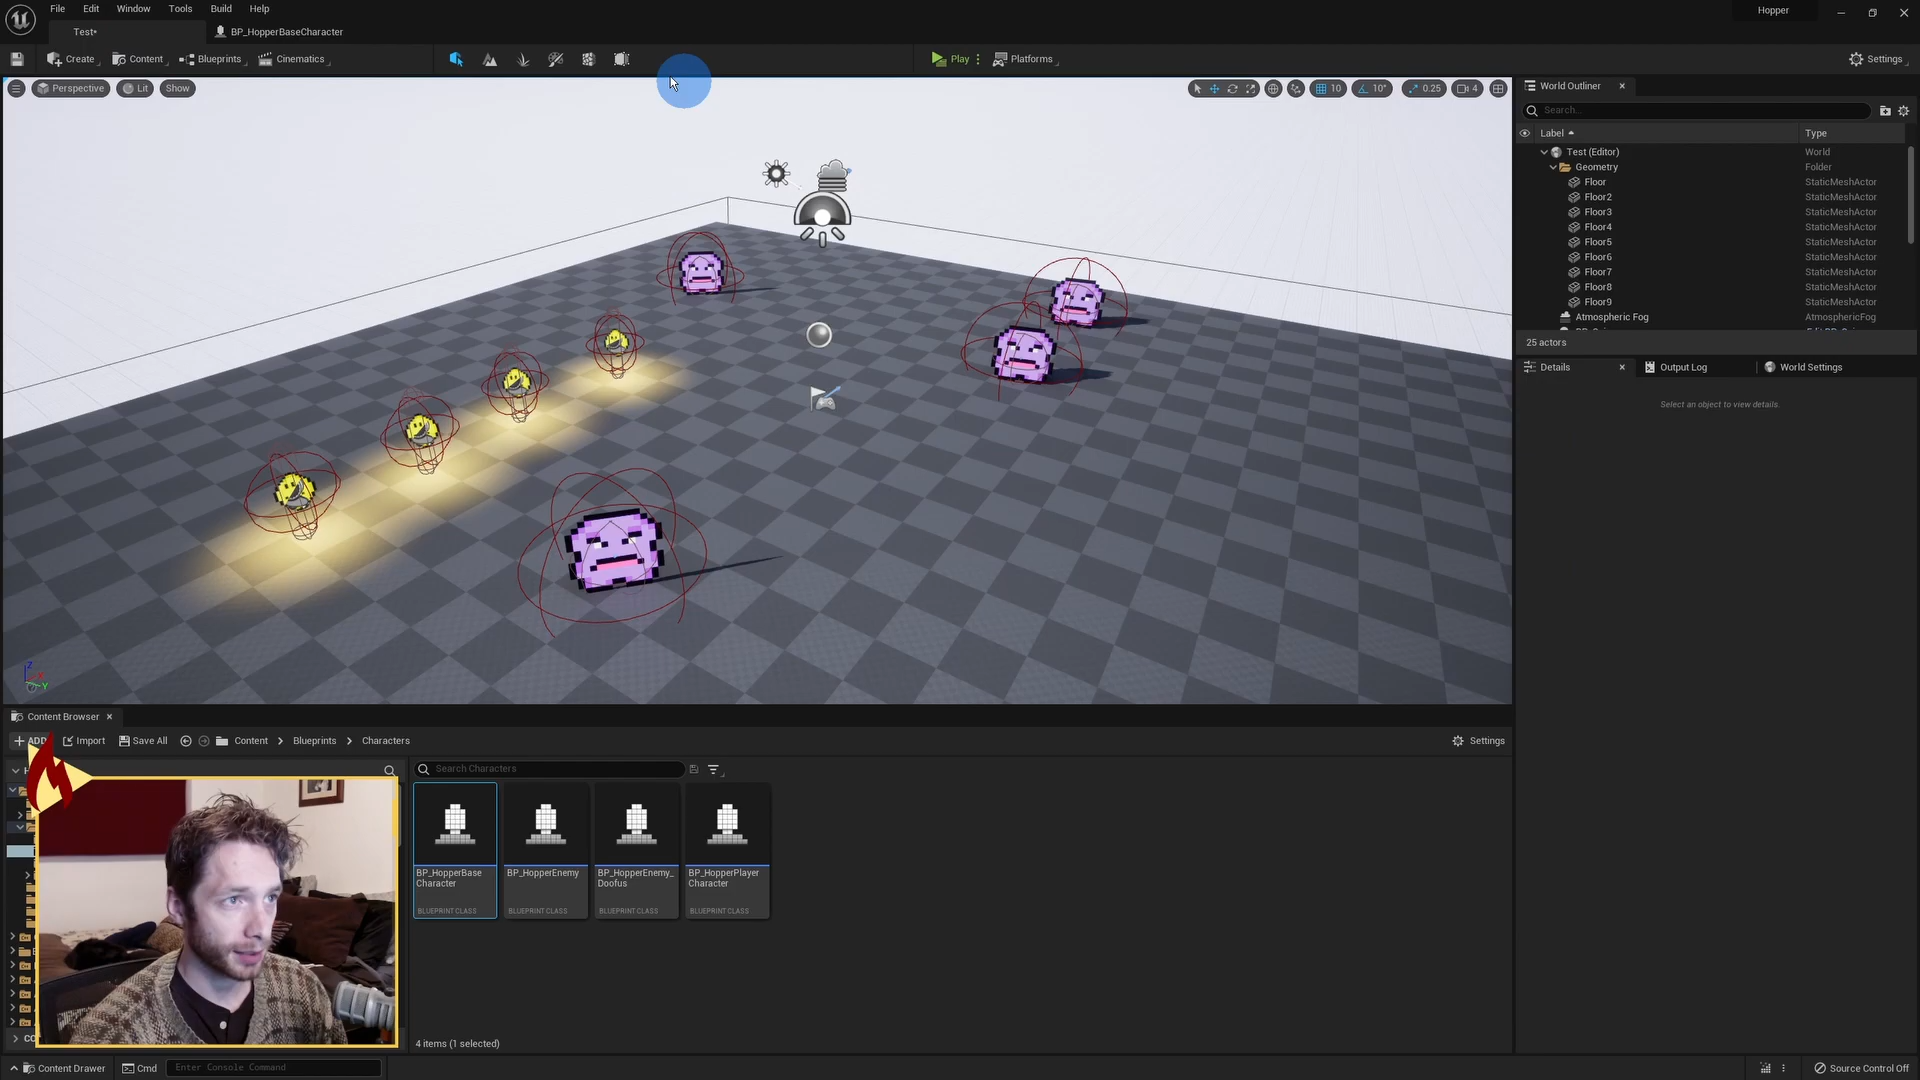 File Edit Window Tools Build Help
Hopper
Test*
BP_HopperBaseCharacter
Create
Content
Blueprints
Cinematics
Play
Platforms
Settings
Perspective
Lit
Show
10
10°
0.25
4
World Outliner
Search...
Label
Type
Test (Editor) World
Geometry Folder
Floor StaticMeshActor
Floor2 StaticMeshActor
Floor3 StaticMeshActor
Floor4 StaticMeshActor
Floor5 StaticMeshActor
Floor6 StaticMeshActor
Floor7 StaticMeshActor
Floor8 StaticMeshActor
Floor9 StaticMeshActor
Atmospheric Fog AtmosphericFog
25 actors
Details
Output Log
World Settings
Select an object to view details.
Z
Y
Content Browser
ADD
Import
Save All
Content
Blueprints
Characters
Settings
Search Characters
BP_HopperBase
Character
BLUEPRINT CLASS
BP_HopperEnemy
BLUEPRINT CLASS
BP_HopperEnemy_
Doofus
BLUEPRINT CLASS
BP_HopperPlayer
Character
BLUEPRINT CLASS
4 items (1 selected)
Content Drawer
Cmd
Enter Console Command
Source Control Off